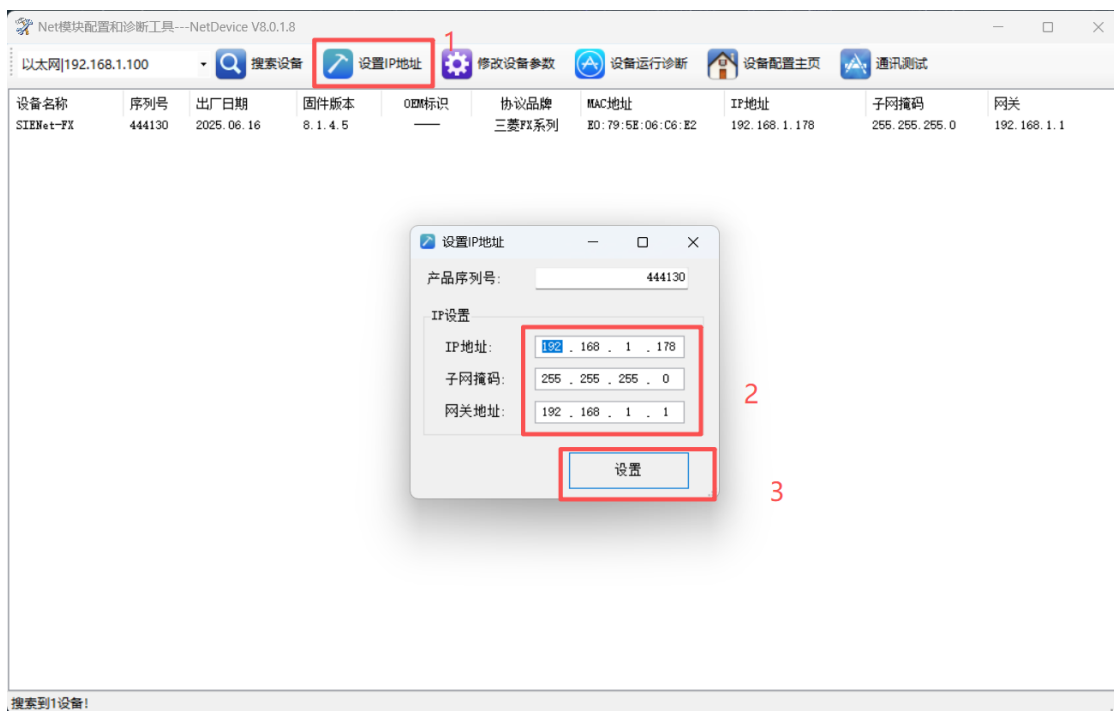 Net模块配置和诊断工具---NetDevice V8.0.1.8
1
以太网|192.168.1.100 搜索设备 设置IP地址 修改设备参数 设备运行诊断 设备配置主页 通讯测试
设备名称 序列号 出厂日期 固件版本 OEM标识 协议品牌 MAC地址 IP地址 子网掩码 网关
SIENet-FX 444130 2025.06.16 8.1.4.5 —— 三菱FX系列 E0:79:5E:06:C6:E2 192.168.1.178 255.255.255.0 192.168.1.1
设置IP地址
产品序列号: 444130
IP设置
IP地址: 192 . 168 . 1 . 178
子网掩码: 255 . 255 . 255 . 0
2
网关地址: 192 . 168 . 1 . 1
设置
3
搜索到1设备!